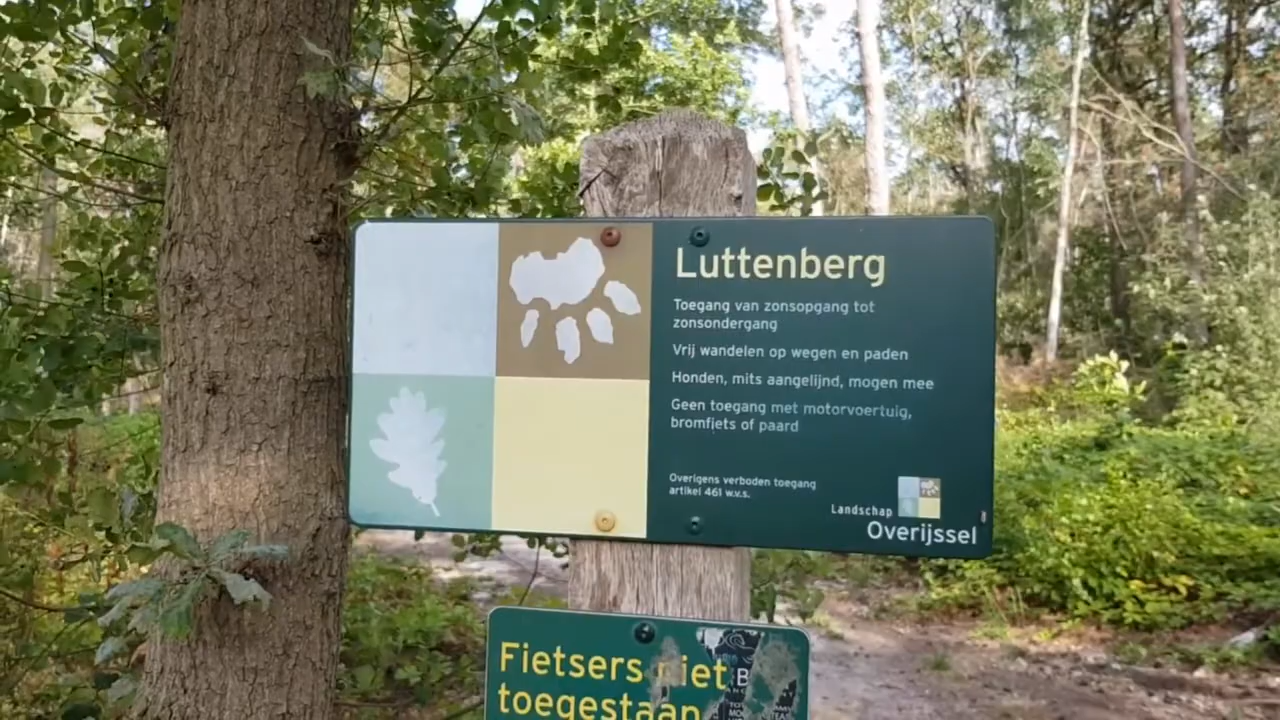 Luttenberg
Toegang van zonsopgang tot
zonsondergang
Vrij wandelen op wegen en paden
Honden, mits aangelijnd, mogen mee
Geen toegang met motorvoertuig,
bromfiets of paard
Overigens verboden toegang
artikel 461 w.v.s.
Landschap
Overijssel
Fietsers niet
toegestaan